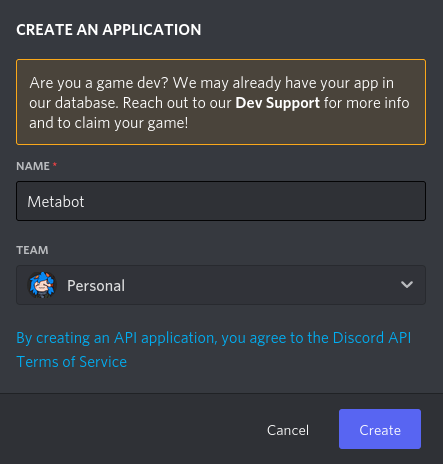 CREATE AN APPLICATION
Are you a game dev? We may already have your app in
our database. Reach out to our Dev Support for more info
and to claim your game!
NAME *
Metabot
TEAM
Personal
By creating an API application, you agree to the Discord API
Terms of Service
Cancel
Create